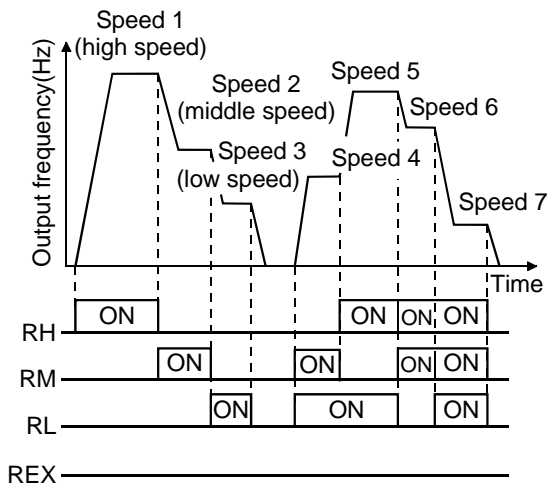 Speed 1
(high speed)
Output frequency(Hz)
Speed 2
(middle speed)
Speed 3
(low speed)
Speed 5
Speed 6
Speed 4
Speed 7
Time
RH ON ON ON ON
RM ON ON ON ON
RL ON ON ON
REX